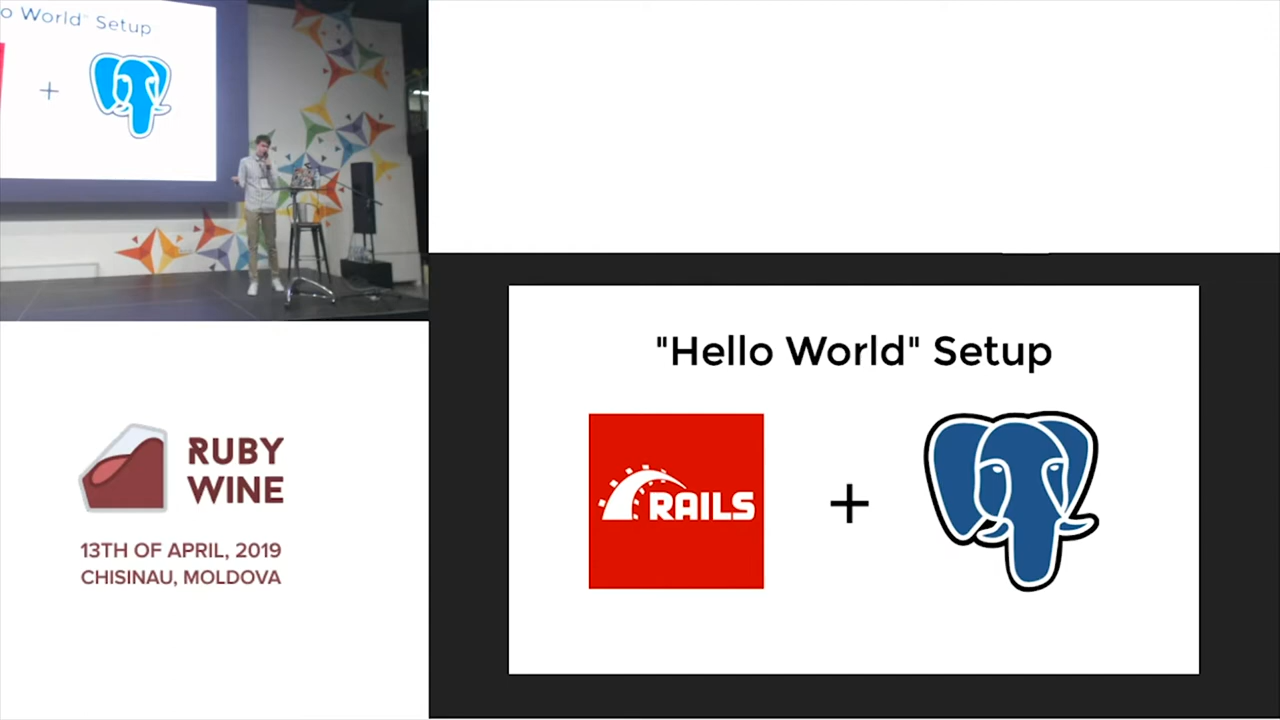 o World" Setup
+
RUBY
WINE
13TH OF APRIL, 2019
CHISINAU, MOLDOVA
"Hello World" Setup
RAILS
+